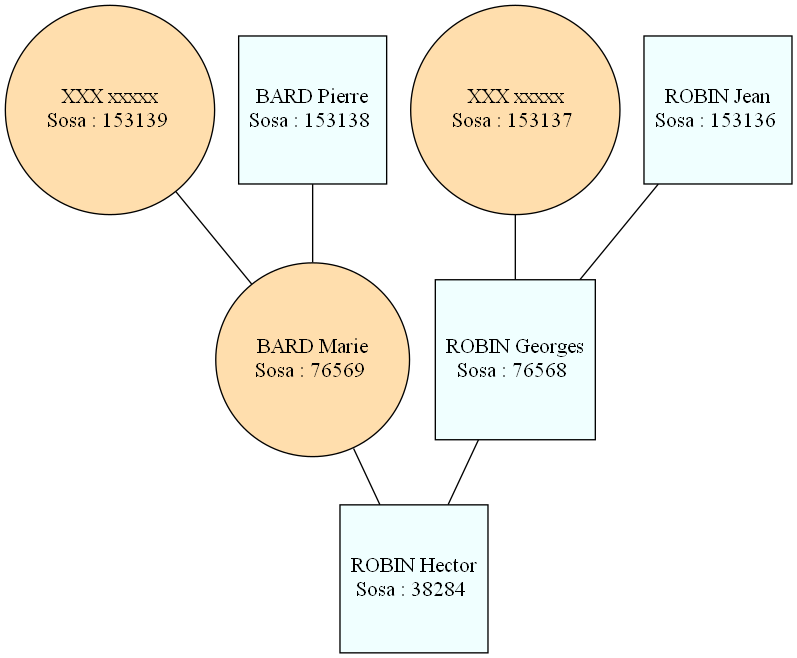 XXX xxxxx
Sosa : 153139
BARD Pierre
Sosa : 153138
XXX xxxxx
Sosa : 153137
ROBIN Jean
Sosa : 153136
BARD Marie
Sosa : 76569
ROBIN Georges
Sosa : 76568
ROBIN Hector
Sosa : 38284